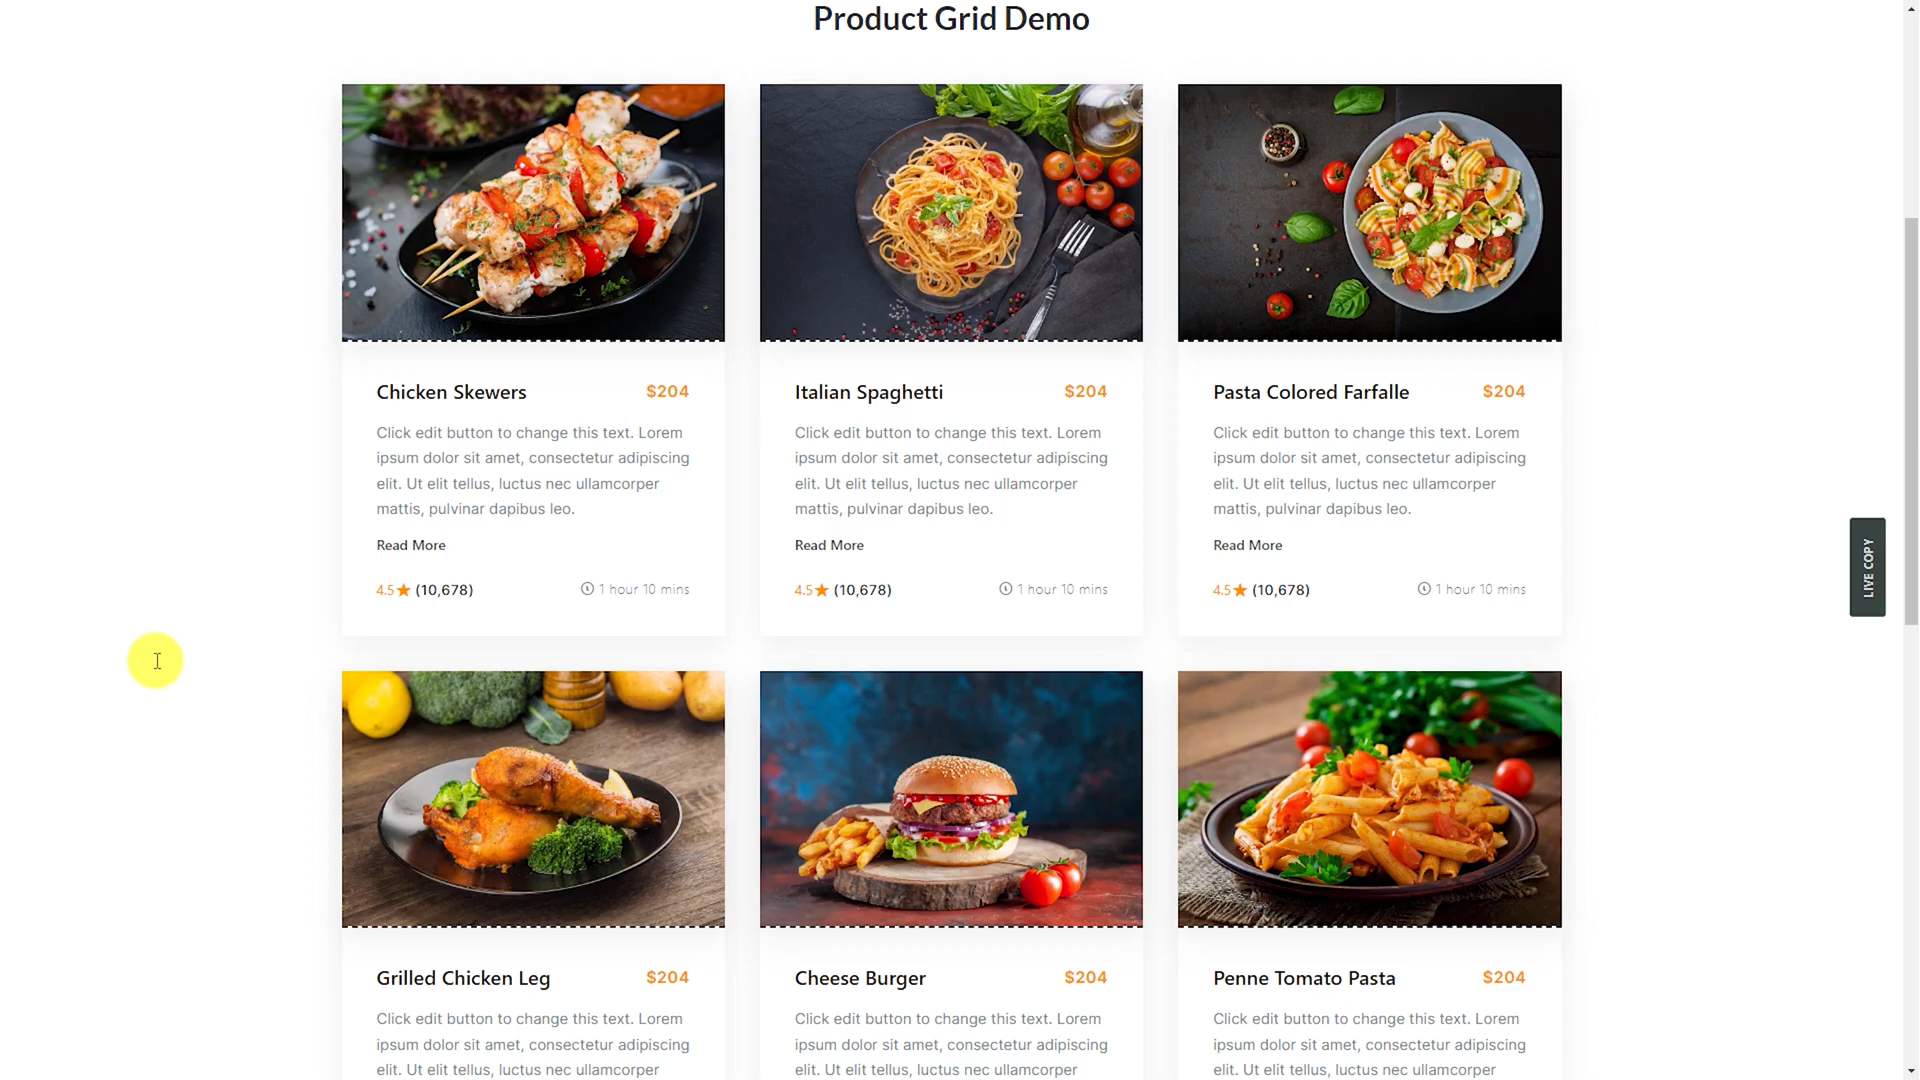 Product Grid Demo
Chicken Skewers $204
Click edit button to change this text. Lorem
ipsum dolor sit amet, consectetur adipiscing
elit. Ut elit tellus, luctus nec ullamcorper
mattis, pulvinar dapibus leo.
Read More
4.5★ (10,678) 1 hour 10 mins
Italian Spaghetti $204
Click edit button to change this text. Lorem
ipsum dolor sit amet, consectetur adipiscing
elit. Ut elit tellus, luctus nec ullamcorper
mattis, pulvinar dapibus leo.
Read More
4.5★ (10,678) 1 hour 10 mins
Pasta Colored Farfalle $204
Click edit button to change this text. Lorem
ipsum dolor sit amet, consectetur adipiscing
elit. Ut elit tellus, luctus nec ullamcorper
mattis, pulvinar dapibus leo.
Read More
4.5★ (10,678) 1 hour 10 mins
LIVE COPY
Grilled Chicken Leg $204
Click edit button to change this text. Lorem
ipsum dolor sit amet, consectetur adipiscing
elit. Ut elit tellus, luctus nec ullamcorper
Cheese Burger $204
Click edit button to change this text. Lorem
ipsum dolor sit amet, consectetur adipiscing
elit. Ut elit tellus, luctus nec ullamcorper
Penne Tomato Pasta $204
Click edit button to change this text. Lorem
ipsum dolor sit amet, consectetur adipiscing
elit. Ut elit tellus, luctus nec ullamcorper